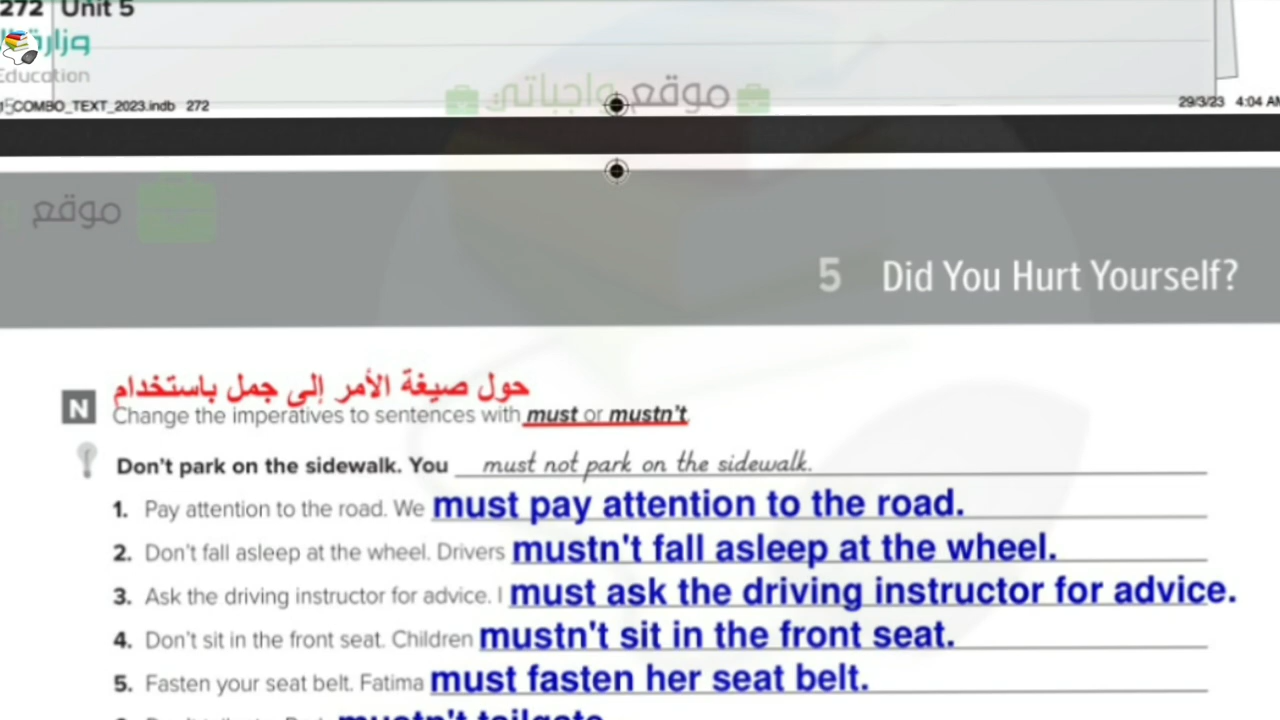 272 Unit 5
وزارة
Education
COMBO_TEXT_2023.indb 272
موقع واجباتي
29/3/23 4:04 AM
موقع
5 Did You Hurt Yourself?
حول صيغة الأمر إلى جمل باستخدام
N Change the imperatives to sentences with must or mustn't
Don't park on the sidewalk. You must not park on the sidewalk.
1. Pay attention to the road. We must pay attention to the road.
2. Don't fall asleep at the wheel. Drivers mustn't fall asleep at the wheel.
3. Ask the driving instructor for advice. I must ask the driving instructor for advice.
4. Don't sit in the front seat. Children mustn't sit in the front seat.
5. Fasten your seat belt. Fatima must fasten her seat belt.
mustn't tailgate